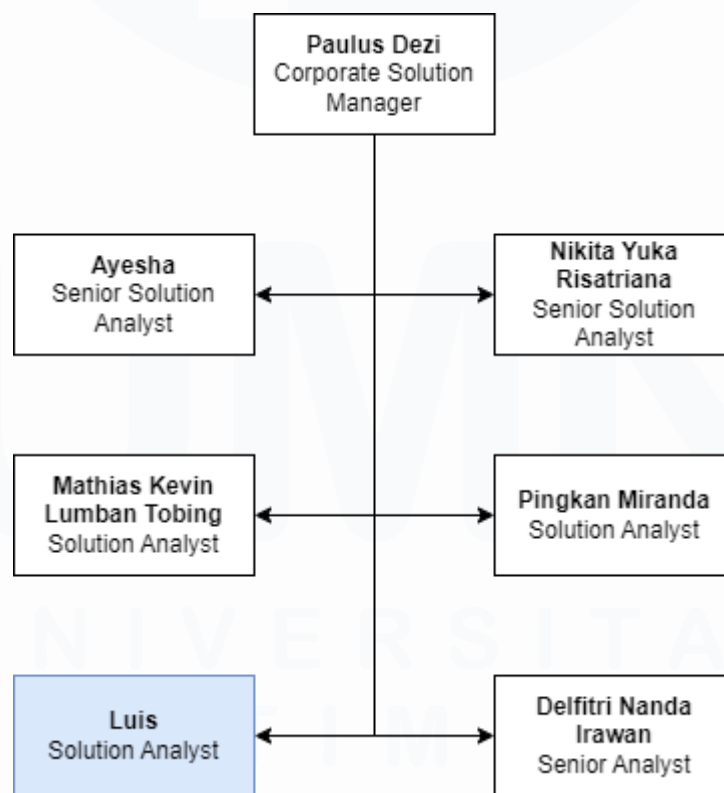 Paulus Dezi
Corporate Solution
Manager
Ayesha
Senior Solution
Analyst
Nikita Yuka
Risatriana
Senior Solution
Analyst
Mathias Kevin
Lumban Tobing
Solution Analyst
Pingkan Miranda
Solution Analyst
N I V E R S I T A
Luis
Solution Analyst
Delfitri Nanda
Irawan
Senior Analyst